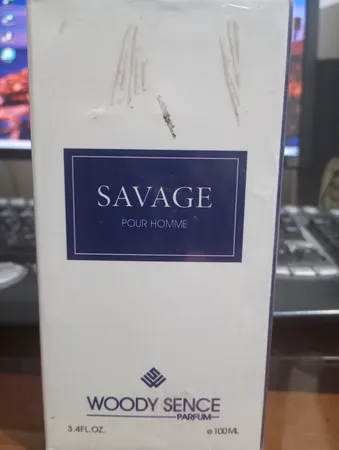 SAVAGE
POUR HOMME
WOODY SENCE
PARFUM
3.4FL.OZ. e 100ML